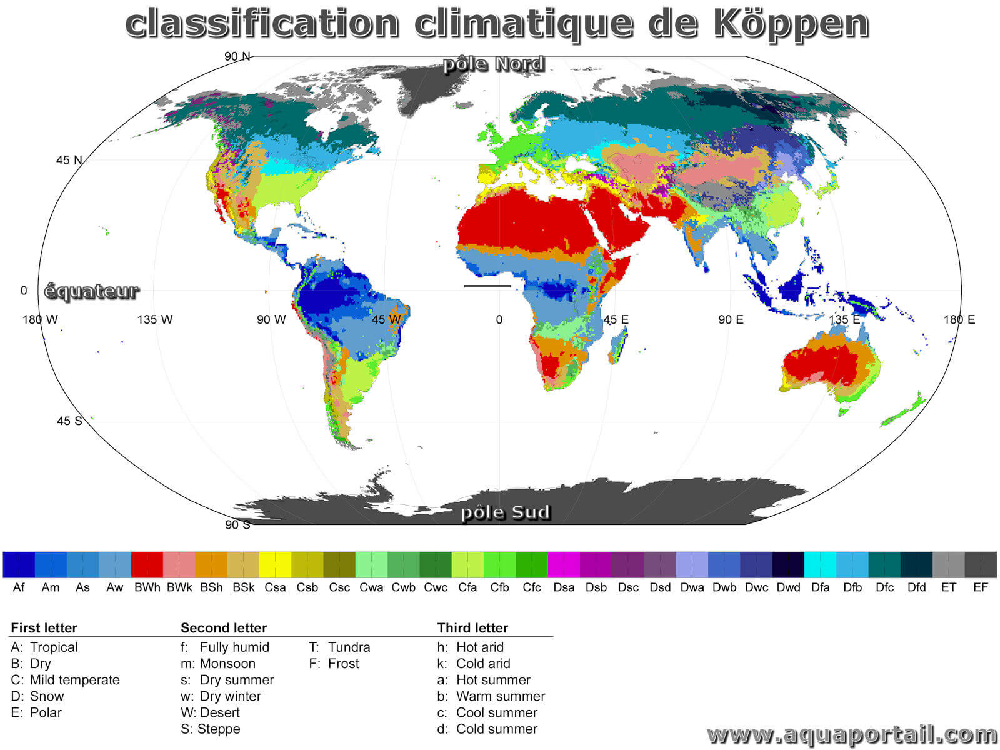 classification climatique de Köppen
90 N
pôle Nord
45 N
0
équateur
180 W 135 W 90 W 45 W 0 45 E 90 E 135 E 180 E
45 S
pôle Sud
90 S
Af Am As Aw BWh BWk BSh BSk Csa Csb Csc Cwa Cwb Cwc Cfa Cfb Cfc Dsa Dsb Dsc Dsd Dwa Dwb Dwc Dwd Dfa Dfb Dfc Dfd ET EF
First letter Second letter Third letter
A: Tropical f: Fully humid T: Tundra h: Hot arid
B: Dry m: Monsoon F: Frost k: Cold arid
C: Mild temperate s: Dry summer a: Hot summer
D: Snow w: Dry winter b: Warm summer
E: Polar W: Desert c: Cool summer
S: Steppe d: Cold summer
www.aquaportail.com